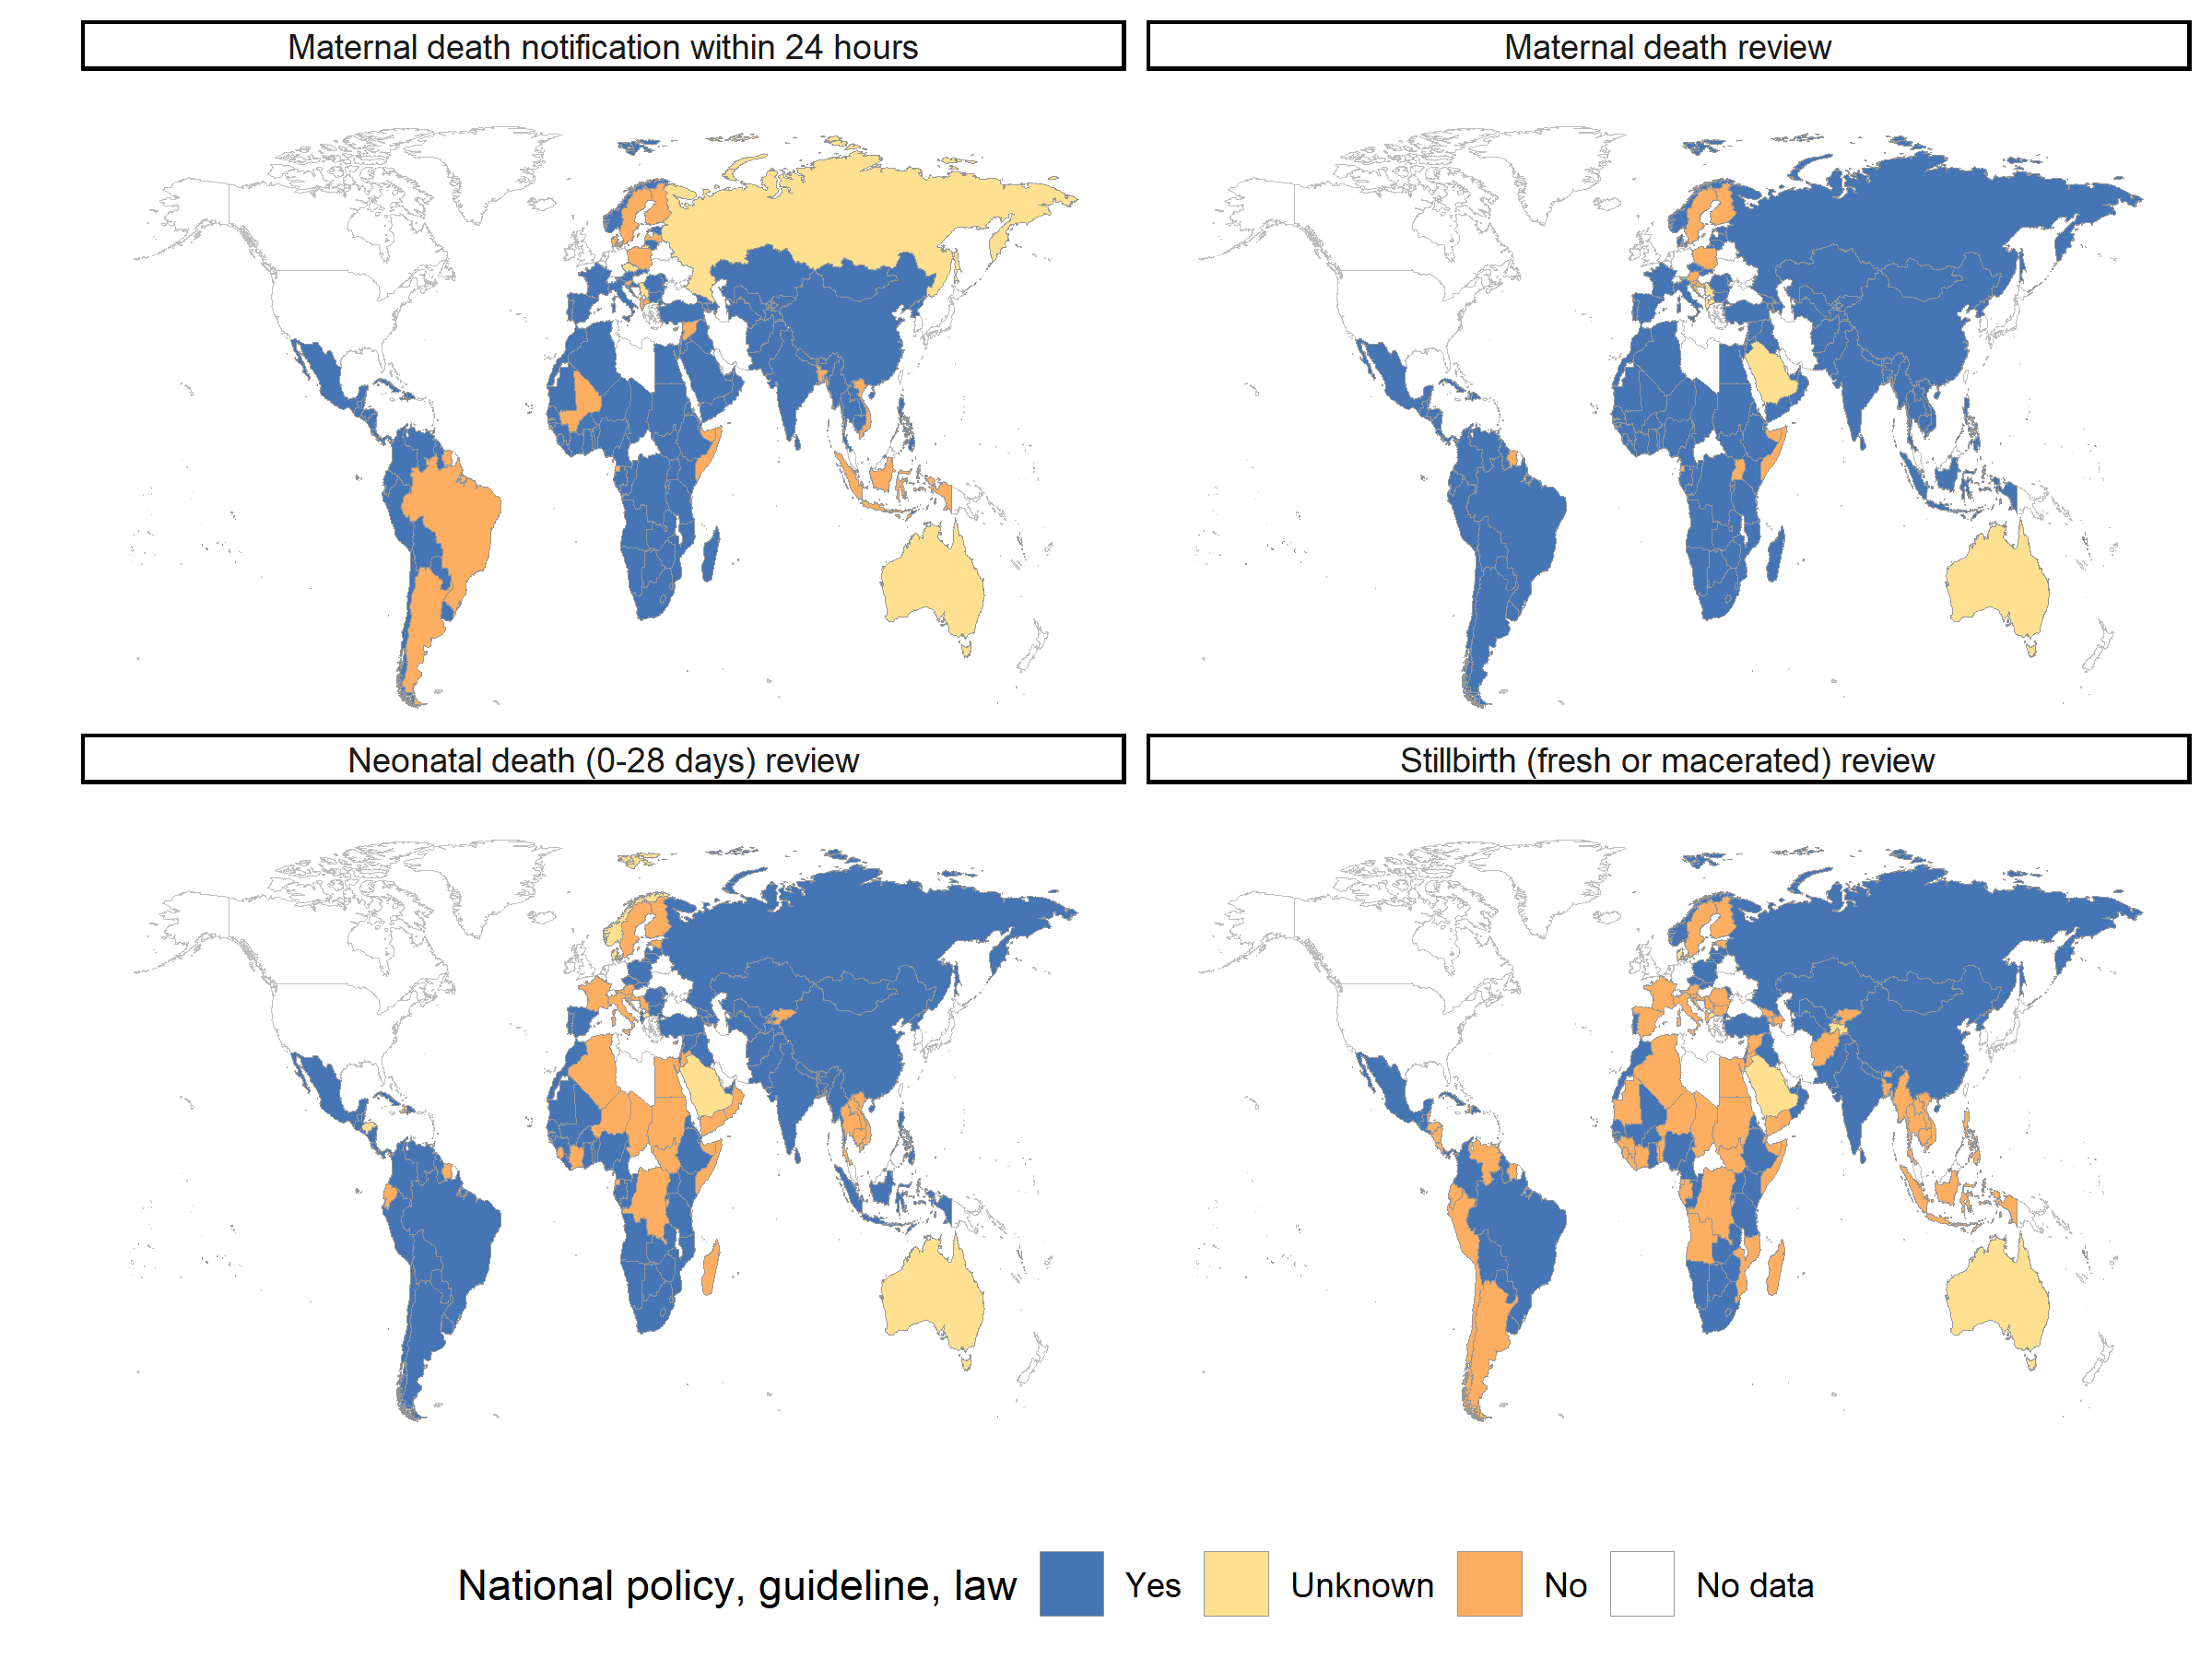 Maternal death notification within 24 hours
Maternal death review
Neonatal death (0-28 days) review
Stillbirth (fresh or macerated) review
National policy, guideline, law Yes Unknown No No data